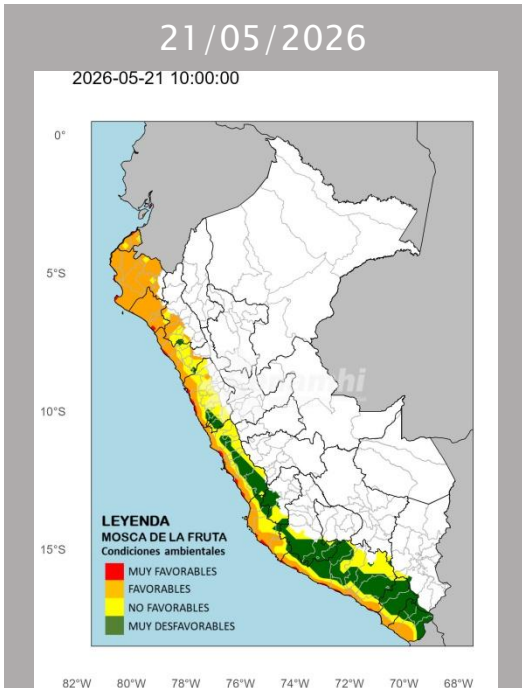 21/05/2026
2026-05-21 10:00:00
0°
5°S
10°S
15°S
LEYENDA
MOSCA DE LA FRUTA
Condiciones ambientales
MUY FAVORABLES
FAVORABLES
NO FAVORABLES
MUY DESFAVORABLES
82°W 80°W 78°W 76°W 74°W 72°W 70°W 68°W